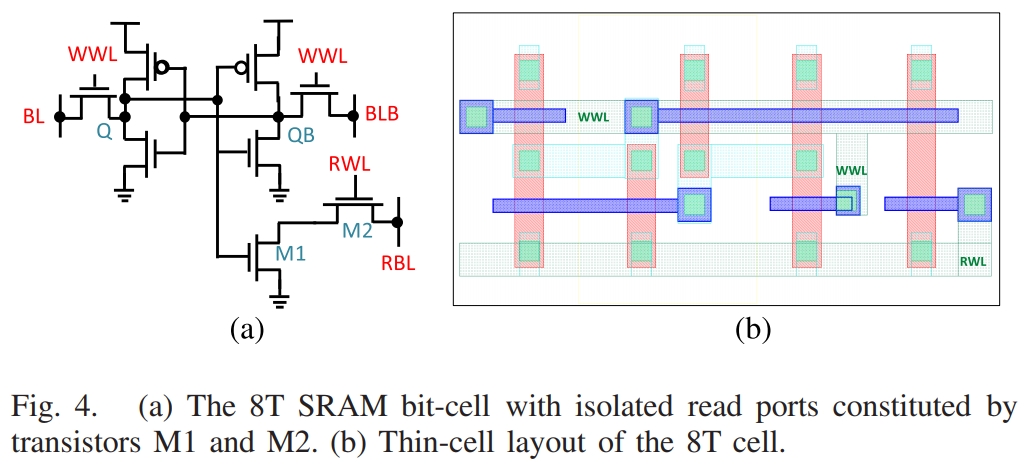 WWL
WWL
BL
Q
QB
BLB
RWL
M1
M2
RBL
(a)
WWL
WWL
RWL
(b)
Fig. 4. (a) The 8T SRAM bit-cell with isolated read ports constituted by
transistors M1 and M2. (b) Thin-cell layout of the 8T cell.